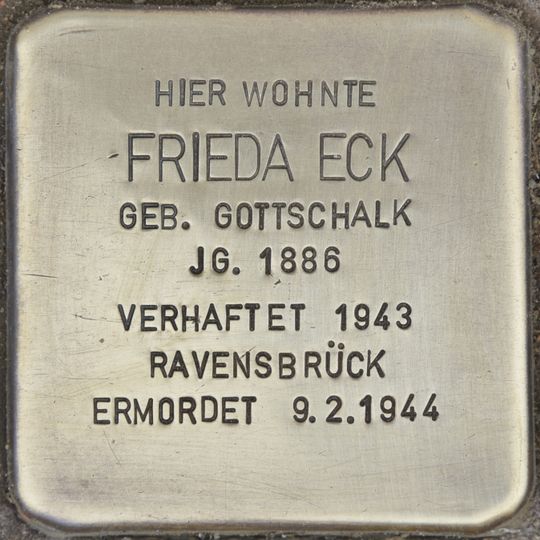 HIER WOHNTE
FRIEDA ECK
GEB. GOTTSCHALK
JG. 1886
VERHAFTET 1943
RAVENSBRÜCK
ERMORDET 9.2.1944